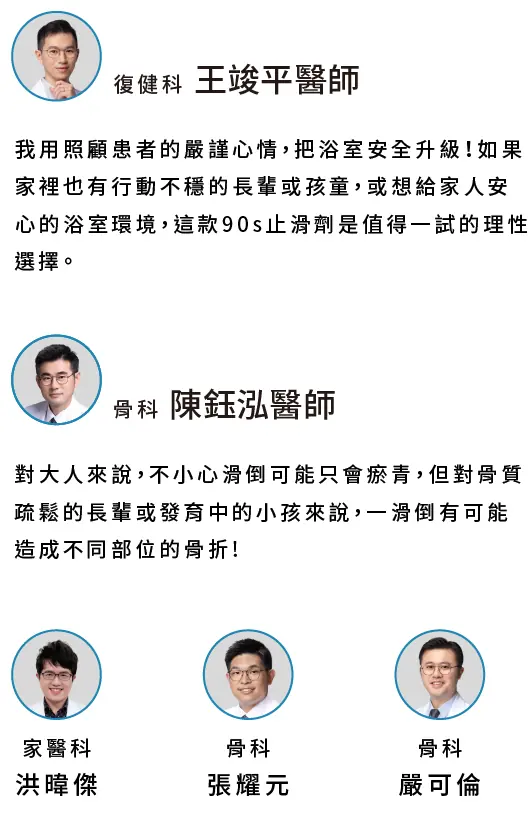 復健科 王竣平醫師
我用照顧患者的嚴謹心情,把浴室安全升級!如果
家裡也有行動不穩的長輩或孩童,或想給家人安
心的浴室環境,這款90s止滑劑是值得一試的理性
選擇。
骨科 陳鈺泓醫師
對大人來說,不小心滑倒可能只會瘀青,但對骨質
疏鬆的長輩或發育中的小孩來說,一滑倒有可能
造成不同部位的骨折!
家醫科 骨科 骨科
洪暐傑 張耀元 嚴可倫